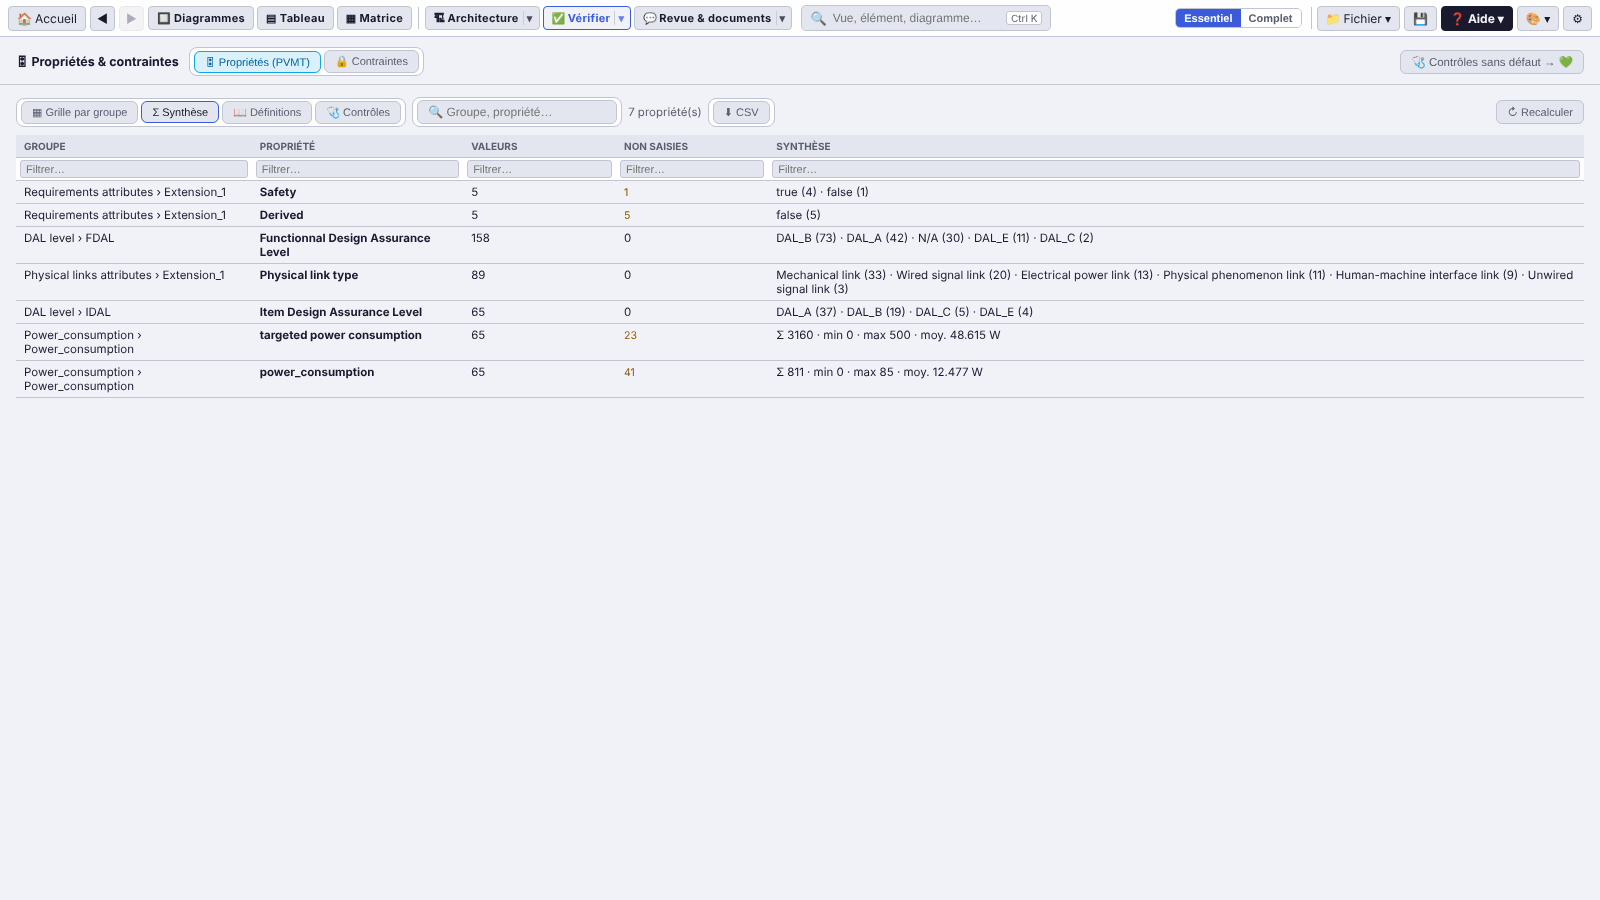 🏠 Accueil ◀ ▶ 🔲 Diagrammes ▤ Tableau ▦ Matrice 🏗 Architecture ▾ ✅ Vérifier ▾ 💬 Revue & documents ▾ 🔍 Vue, élément, diagramme… Ctrl K Essentiel Complet 📁 Fichier ▾ 💾 ❓ Aide ▾ 🎨 ▾ ⚙
🎛 Propriétés & contraintes 🎛 Propriétés (PVMT) 🔒 Contraintes 🩺 Contrôles sans défaut → 💚
▦ Grille par groupe Σ Synthèse 📖 Définitions 🩺 Contrôles 🔍 Groupe, propriété… 7 propriété(s) ⬇ CSV ↻ Recalculer
GROUPE PROPRIÉTÉ VALEURS NON SAISIES SYNTHÈSE
Filtrer… Filtrer… Filtrer… Filtrer… Filtrer…
Requirements attributes › Extension_1 Safety 5 1 true (4) · false (1)
Requirements attributes › Extension_1 Derived 5 5 false (5)
DAL level › FDAL Functionnal Design Assurance 158 0 DAL_B (73) · DAL_A (42) · N/A (30) · DAL_E (11) · DAL_C (2)
Level
Physical links attributes › Extension_1 Physical link type 89 0 Mechanical link (33) · Wired signal link (20) · Electrical power link (13) · Physical phenomenon link (11) · Human-machine interface link (9) · Unwired
signal link (3)
DAL level › IDAL Item Design Assurance Level 65 0 DAL_A (37) · DAL_B (19) · DAL_C (5) · DAL_E (4)
Power_consumption › targeted power consumption 65 23 Σ 3160 · min 0 · max 500 · moy. 48.615 W
Power_consumption
Power_consumption › power_consumption 65 41 Σ 811 · min 0 · max 85 · moy. 12.477 W
Power_consumption